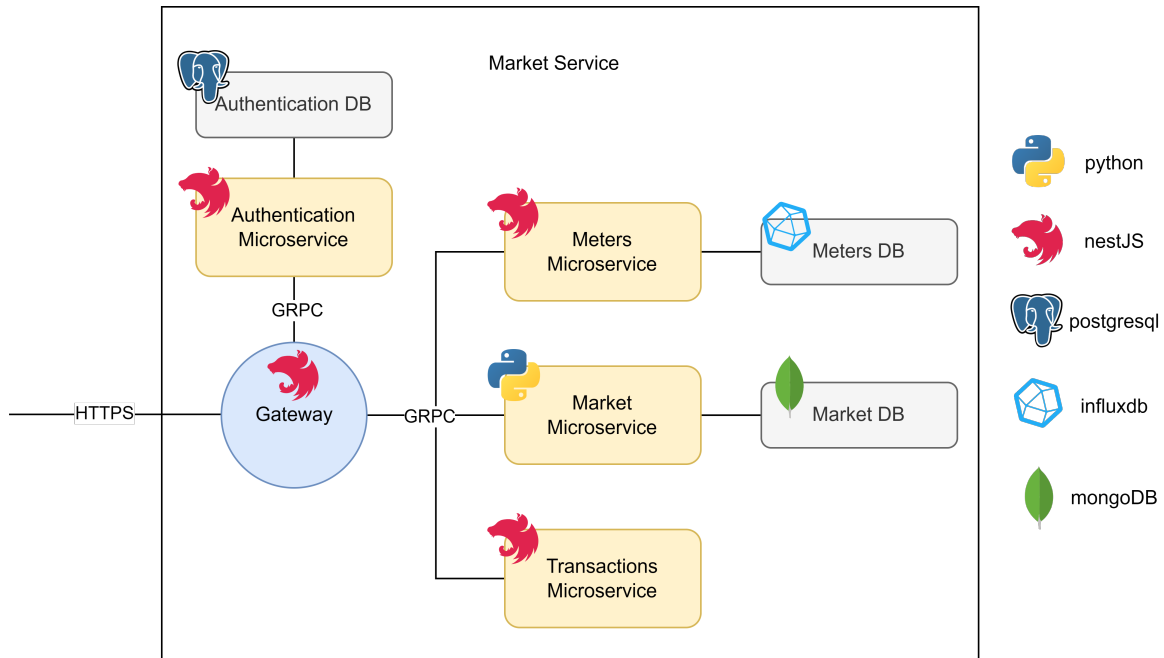 Market Service
Authentication DB
Authentication
Microservice
GRPC
HTTPS
Gateway
GRPC
Meters
Microservice
Meters DB
Market
Microservice
Market DB
Transactions
Microservice
python
nestJS
postgresql
influxdb
mongoDB